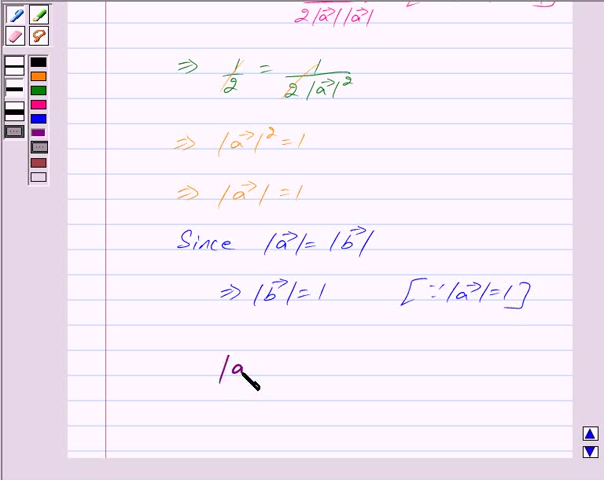 2|a⃗||a⃗|
⇒ 1/2 = 1/2|a⃗|²
⇒ |a⃗|² = 1
⇒ |a⃗| = 1
Since |a⃗| = |b⃗|
⇒ |b⃗| = 1 [∵ |a⃗| = 1]
|a